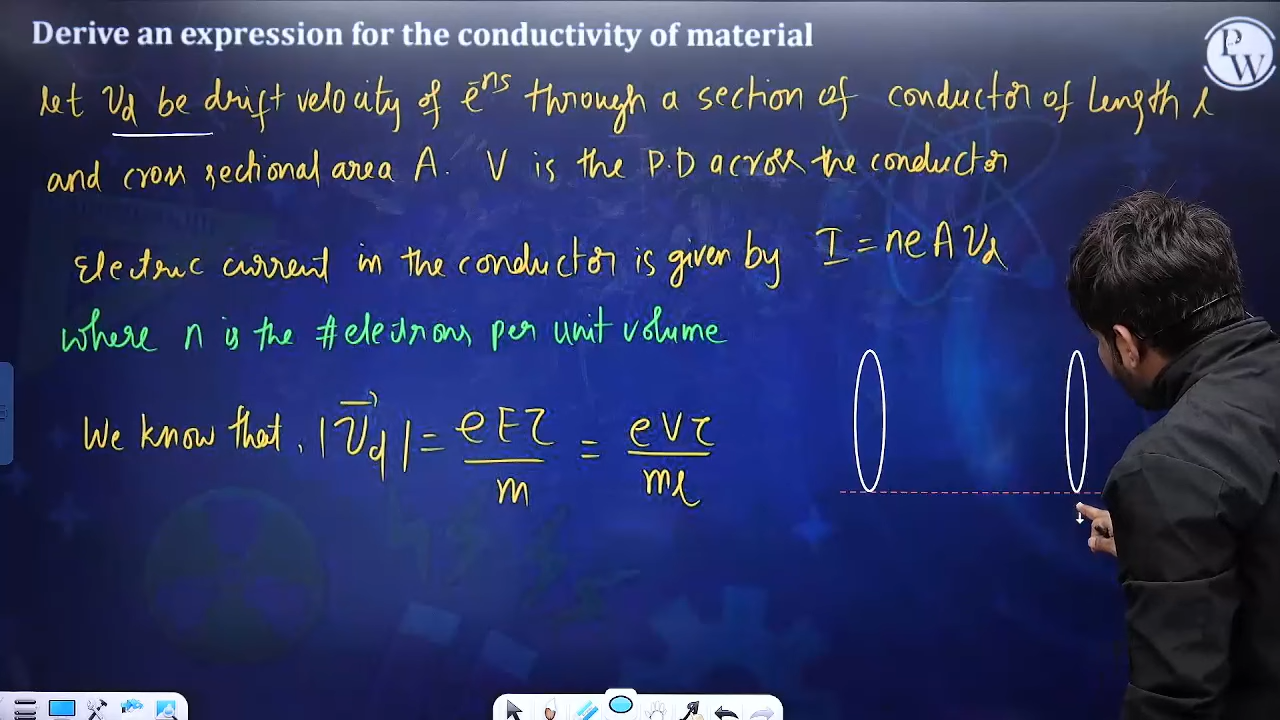 Derive an expression for the conductivity of material
PW
let Vd be drift velocity of e⁻ns through a section of conductor of length l
and cross sectional area A. V is the P.D across the conductor
Electric current in the conductor is given by I = neAVd
where n is the #electrons per unit volume
We know that, |V⃗d| = eEτ/m = eVτ/ml